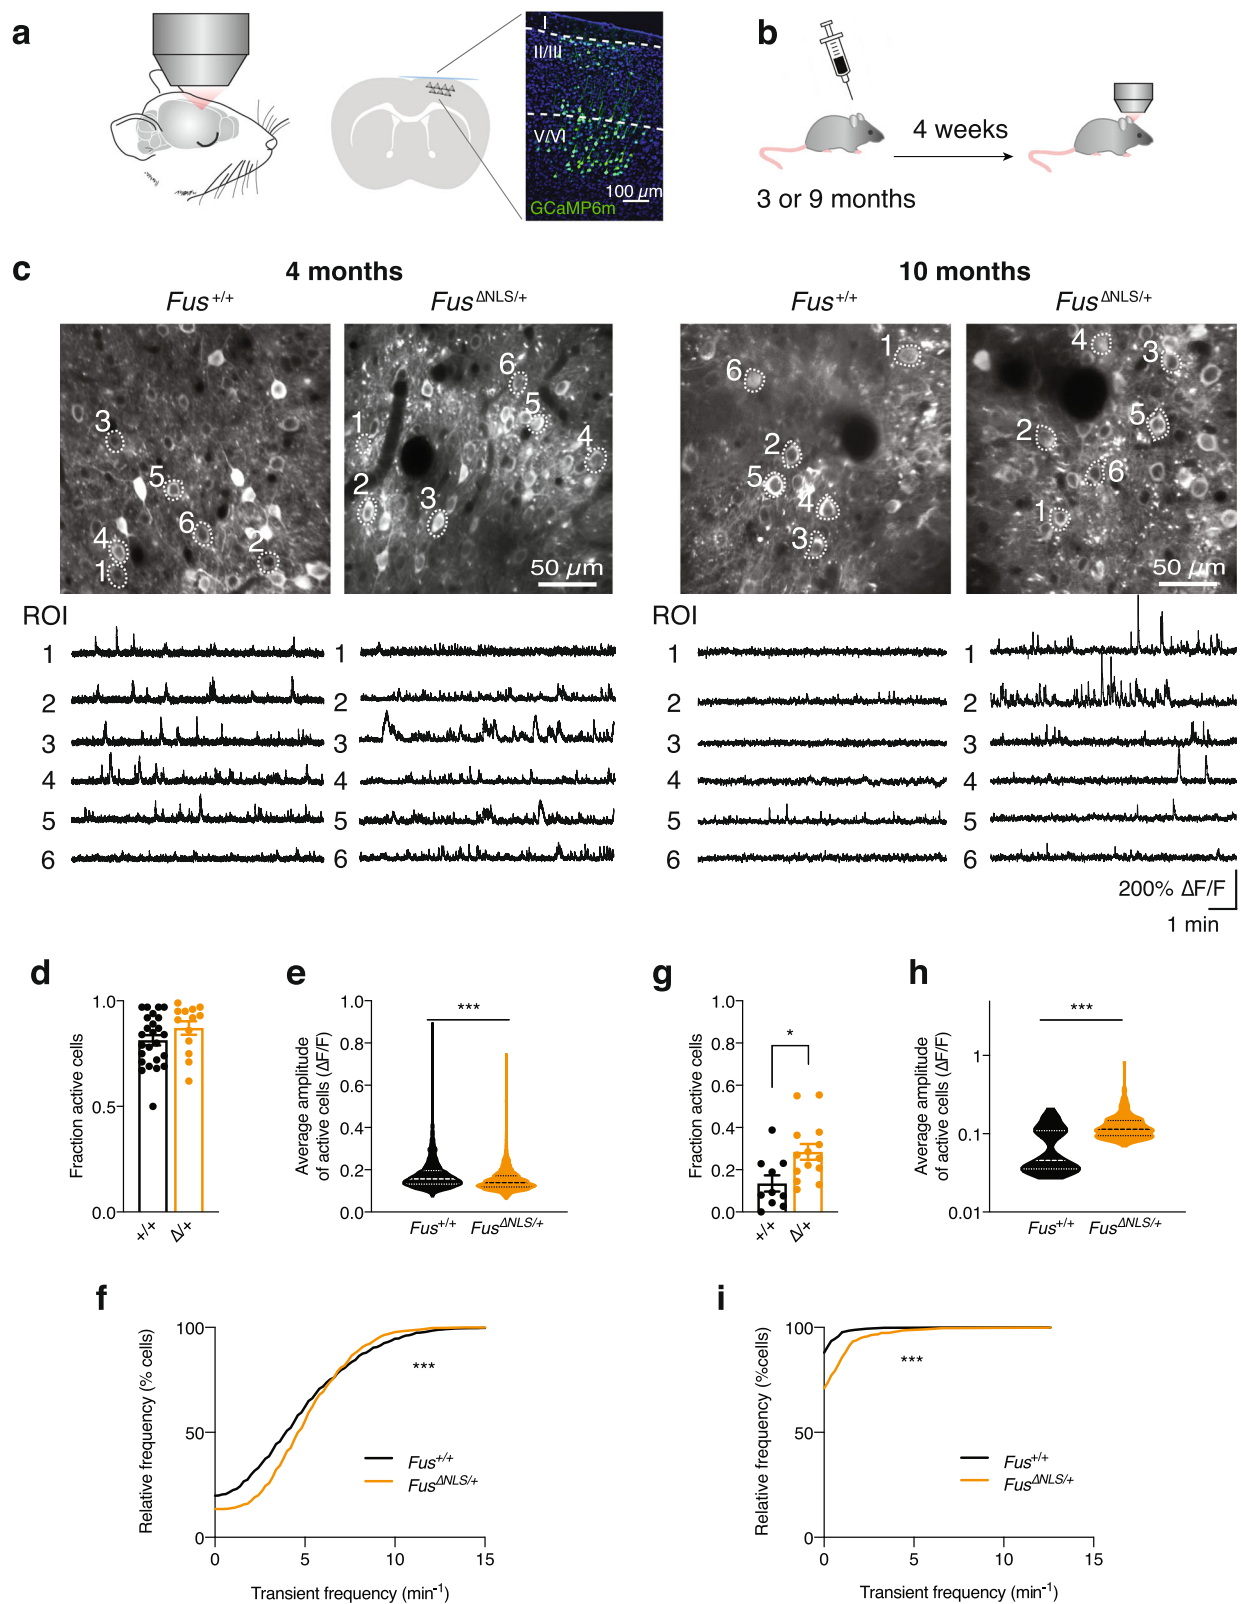 a
I
II/III
V/VI
100 µm
GCaMP6m
b
4 weeks
3 or 9 months
c
4 months
10 months
Fus+/+
FusΔNLS/+
Fus+/+
FusΔNLS/+
3
5
4
6
2
1
6
5
1
4
2
3
50 µm
1
6
2
5
4
3
4
3
5
2
6
1
50 µm
ROI
1
2
3
4
5
6
1
2
3
4
5
6
ROI
1
2
3
4
5
6
1
2
3
4
5
6
200% ΔF/F
1 min
d
Fraction active cells
1.0
0.5
0.0
+/+
Δ/+
e
Average amplitude
of active cells (ΔF/F)
1.0
0.8
0.6
0.4
0.2
0.0
***
Fus+/+
FusΔNLS/+
g
Fraction active cells
1.0
0.8
0.6
0.4
0.2
0.0
*
+/+
Δ/+
h
Average amplitude
of active cells (ΔF/F)
1
0.1
0.01
***
Fus+/+
FusΔNLS/+
f
Relative frequency (% cells)
100
50
0
***
Fus+/+
FusΔNLS/+
0
5
10
15
Transient frequency (min-1)
i
Relative frequency (%cells)
100
50
0
***
Fus+/+
FusΔNLS/+
0
5
10
15
Transient frequency (min-1)